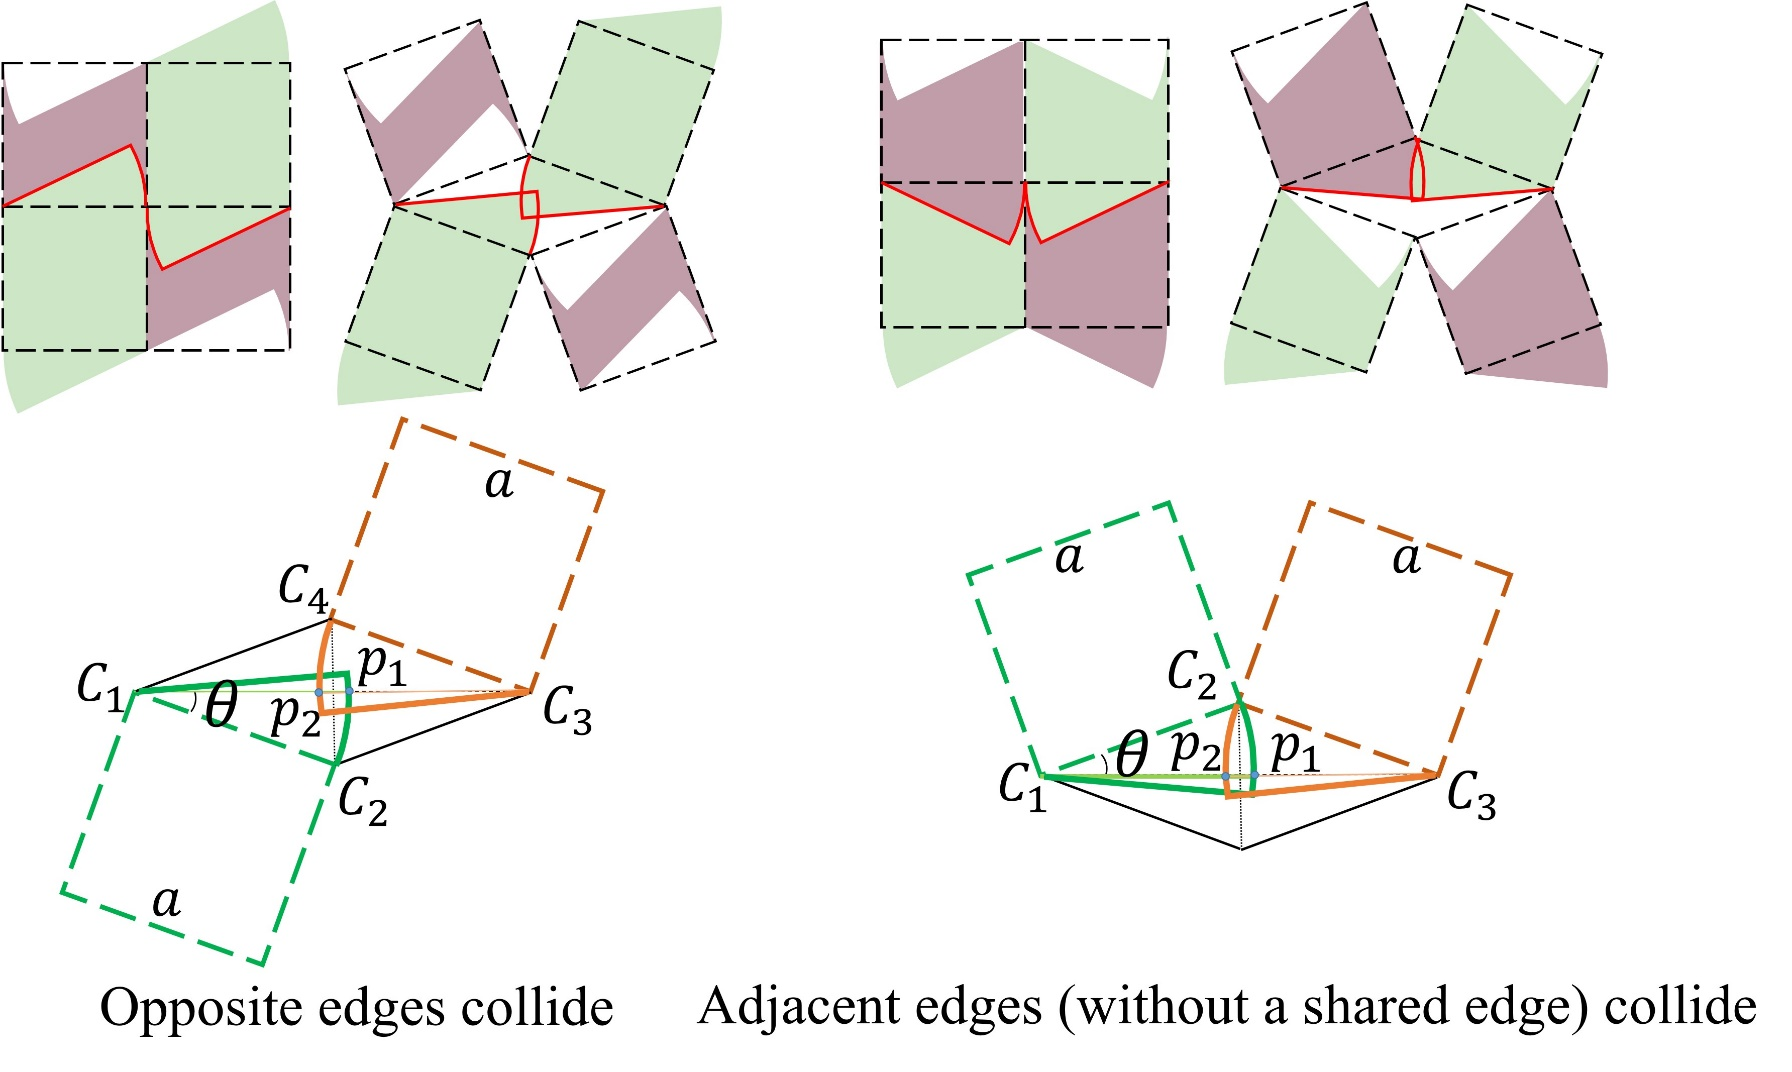 a
C₄
p₁
C₁
θ
p₂
C₃
C₂
a
a
a
C₂
θ
p₂
p₁
C₁
C₃
Opposite edges collide
Adjacent edges (without a shared edge) collide